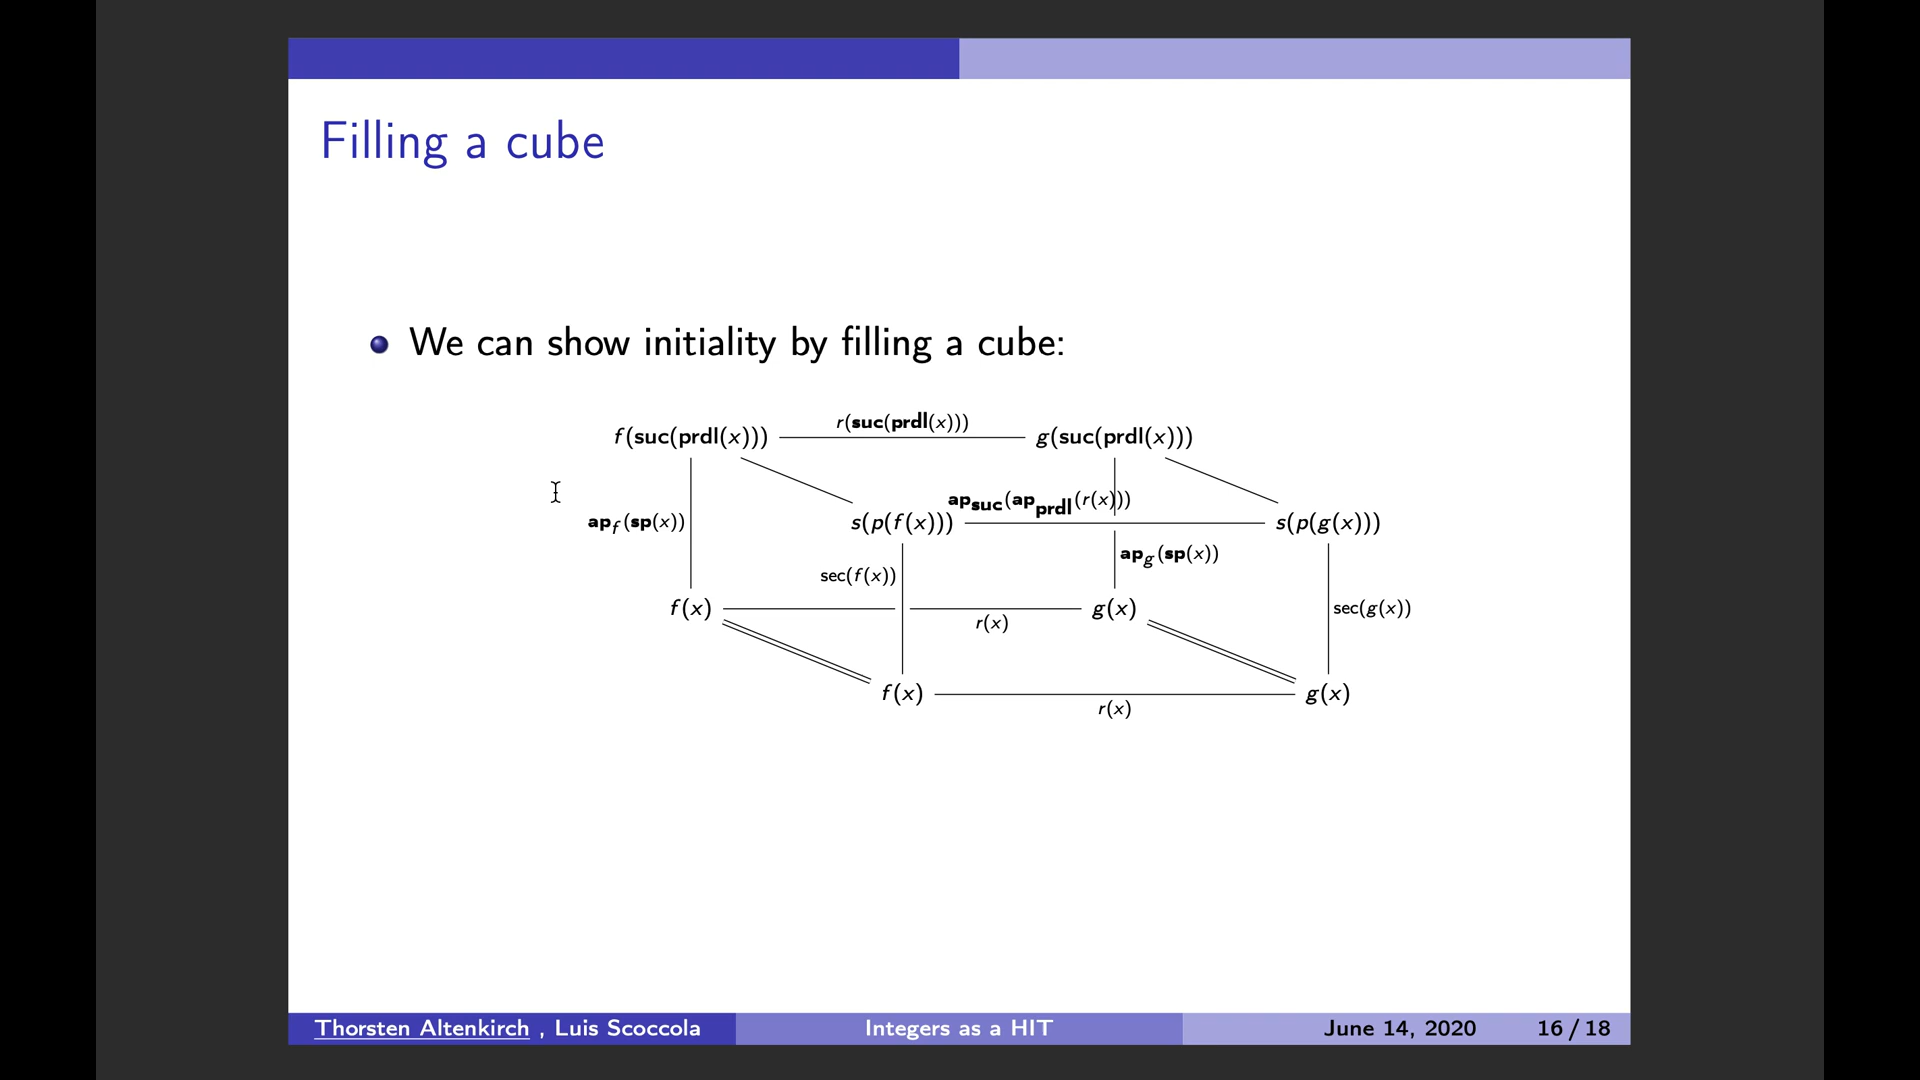 Filling a cube
We can show initiality by filling a cube:
r(suc(prdl(x)))
f(suc(prdl(x))) g(suc(prdl(x)))
ap_suc(ap_prdl(r(x)))
ap_f(sp(x)) s(p(f(x))) s(p(g(x)))
ap_g(sp(x))
sec(f(x))
f(x) g(x) sec(g(x))
r(x)
f(x) g(x)
r(x)
Thorsten Altenkirch , Luis Scoccola Integers as a HIT June 14, 2020 16 / 18